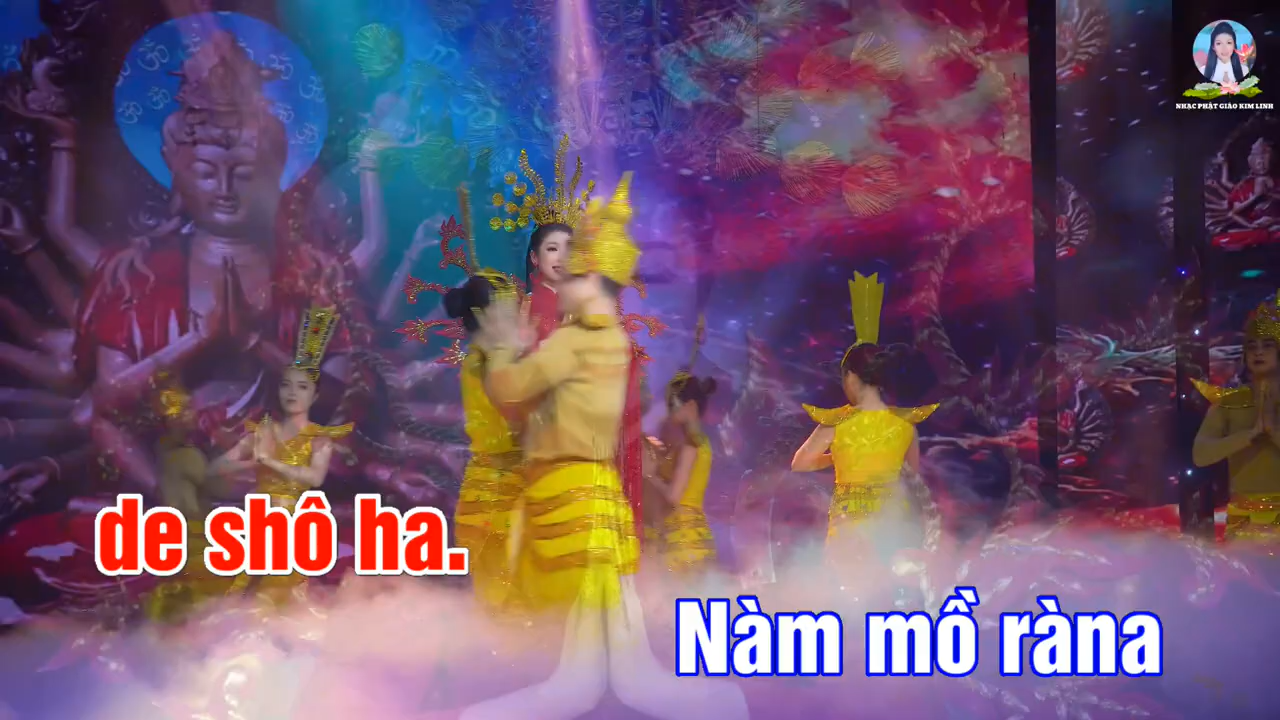 NHẠC PHẬT GIÁO KIM LINH
de shô ha.
Nàm mồ ràna